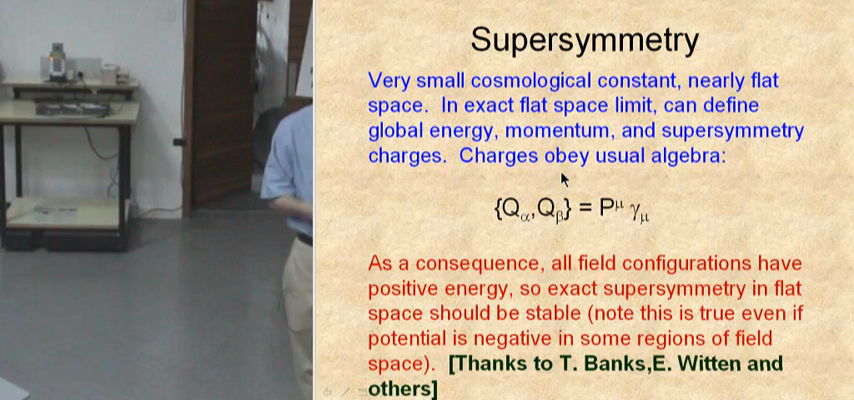 Supersymmetry
Very small cosmological constant, nearly flat
space. In exact flat space limit, can define
global energy, momentum, and supersymmetry
charges. Charges obey usual algebra:
{Qα,Qβ} = Pμ γμ
As a consequence, all field configurations have
positive energy, so exact supersymmetry in flat
space should be stable (note this is true even if
potential is negative in some regions of field
space). [Thanks to T. Banks,E. Witten and
others]